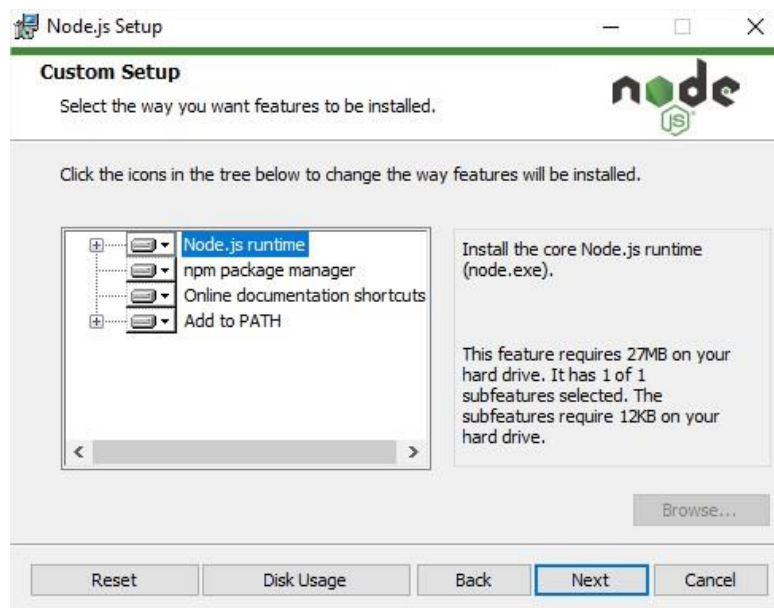 Node.js Setup
Custom Setup
Select the way you want features to be installed.
node
JS
Click the icons in the tree below to change the way features will be installed.
Node.js runtime
npm package manager
Online documentation shortcuts
Add to PATH
Install the core Node.js runtime
(node.exe).
This feature requires 27MB on your
hard drive. It has 1 of 1
subfeatures selected. The
subfeatures require 12KB on your
hard drive.
Browse...
Reset
Disk Usage
Back
Next
Cancel